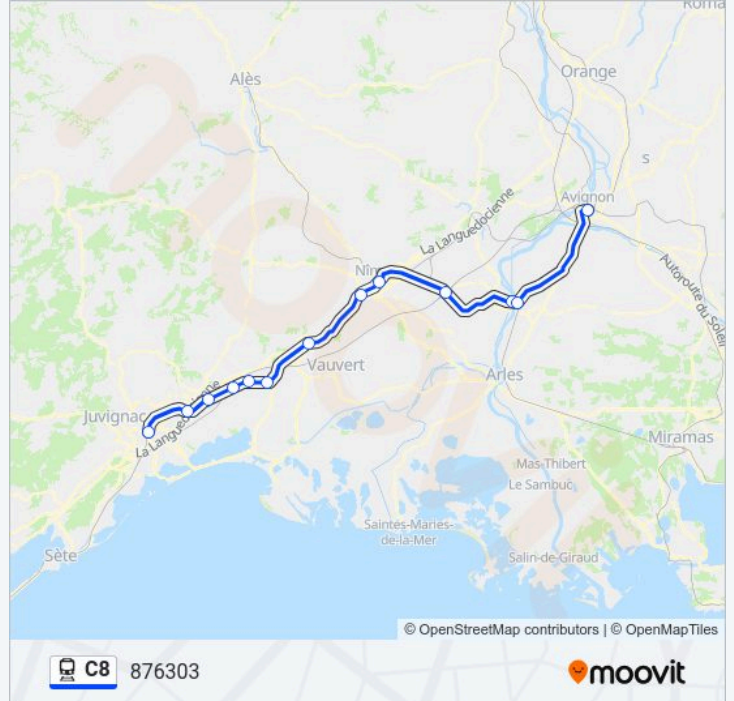 Roma
Orange
Alès
S
Avignon
La Languedocienne
Autoroute du Soleil
Nîm
Vauvert
Arles
Juvignac
La Languedocienne
Miramas
Mas-Thibert
Le Sambuc
Saintes-Maries-
de-la-Mer
Salin-de-Giraud
Sète
© OpenStreetMap contributors | © OpenMapTiles
C8 876303
moovit